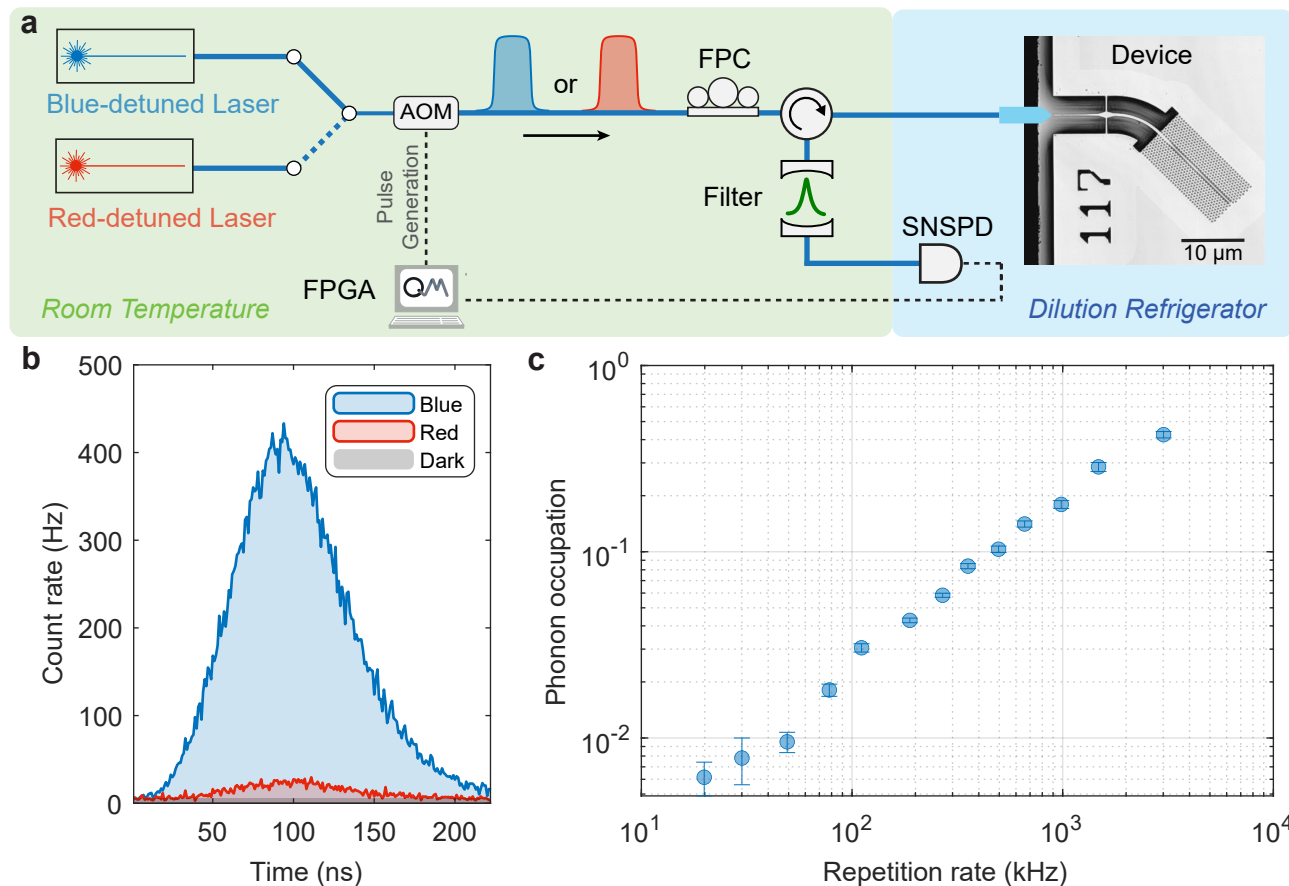 a
Blue-detuned Laser
Red-detuned Laser
AOM
or
FPC
Pulse
Generation
FPGA
Filter
SNSPD
Device
117
10 μm
Room Temperature
Dilution Refrigerator
b
500
400
300
200
100
0
50
100
150
200
Count rate (Hz)
Time (ns)
Blue
Red
Dark
c
10⁰
10⁻¹
10⁻²
10¹
10²
10³
10⁴
Phonon occupation
Repetition rate (kHz)